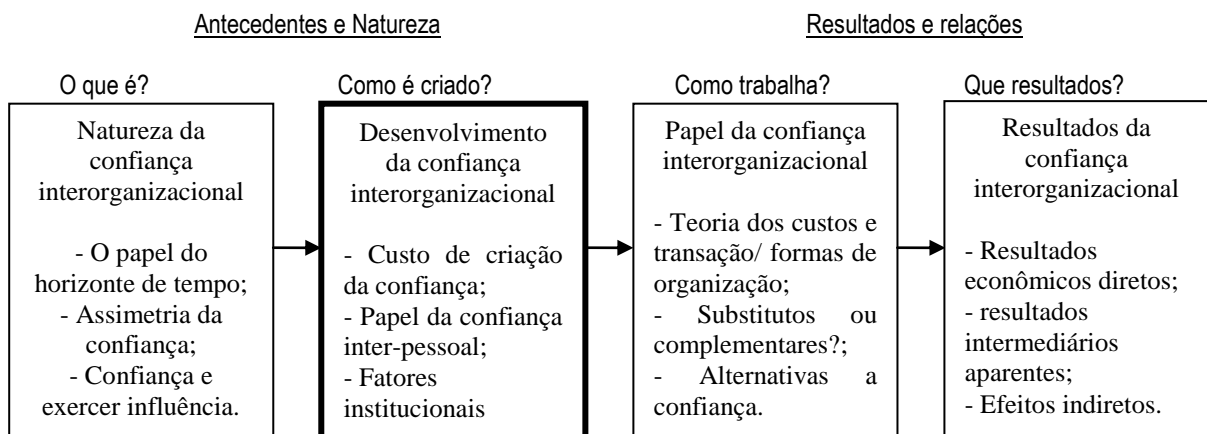 Antecedentes e Natureza
Resultados e relações
O que é?
Natureza da
confiança
interorganizacional
- O papel do
horizonte de tempo;
- Assimetria da
confiança;
- Confiança e
exercer influência.
Como é criado?
Desenvolvimento
da confiança
interorganizacional
- Custo de criação
da confiança;
- Papel da confiança
inter-pessoal;
- Fatores
institucionais
Como trabalha?
Papel da confiança
interorganizacional
- Teoria dos custos e
transação/ formas de
organização;
- Substitutos ou
complementares?;
- Alternativas a
confiança.
Que resultados?
Resultados da
confiança
interorganizacional
- Resultados
econômicos diretos;
- resultados
intermediários
aparentes;
- Efeitos indiretos.